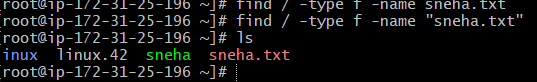 [root@ip-172-31-25-196 ~]# find / -type f -name sneha.txt
[root@ip-172-31-25-196 ~]# find / -type f -name "sneha.txt"
[root@ip-172-31-25-196 ~]# ls
inux  linux.42  sneha  sneha.txt
[root@ip-172-31-25-196 ~]#